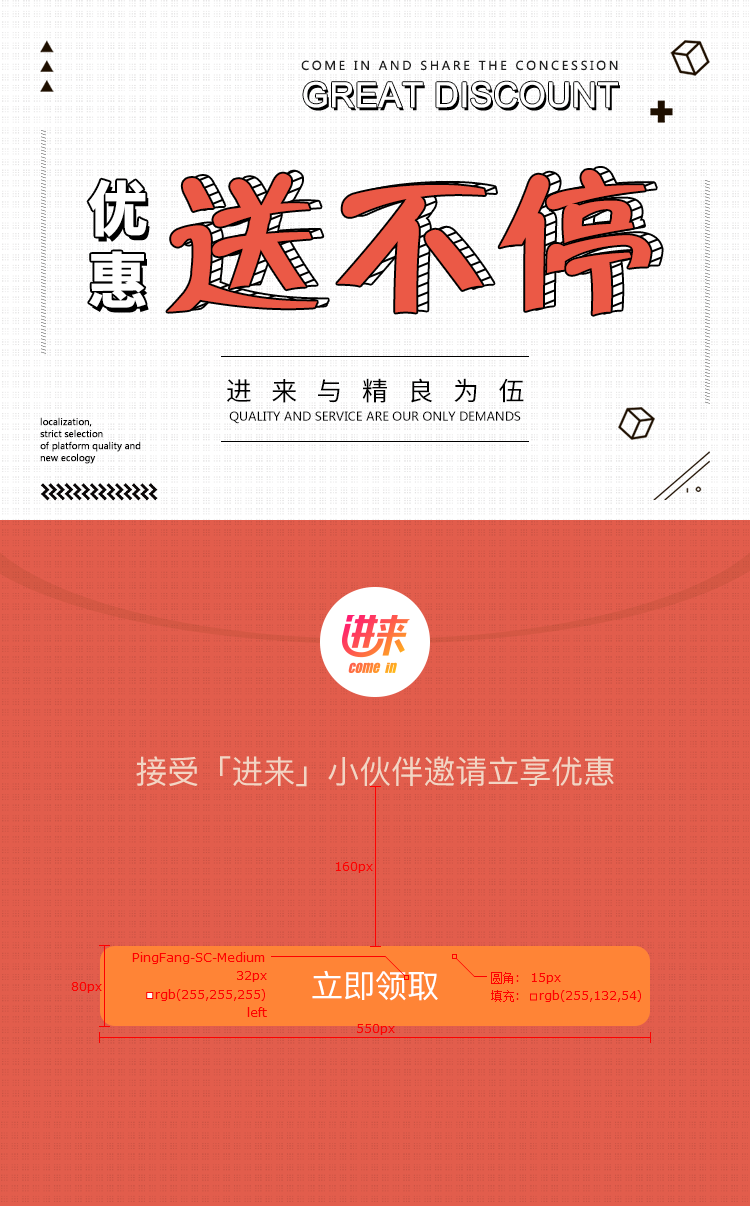 COME IN AND SHARE THE CONCESSION
GREAT DISCOUNT
优惠
送不停
进来与精良为伍
QUALITY AND SERVICE ARE OUR ONLY DEMANDS
localization,
strict selection
of platform quality and
new ecology
进来
come in
接受「进来」小伙伴邀请立享优惠
160px
PingFang-SC-Medium
32px
rgb(255,255,255)
left
80px
立即领取
圆角: 15px
填充: rgb(255,132,54)
550px